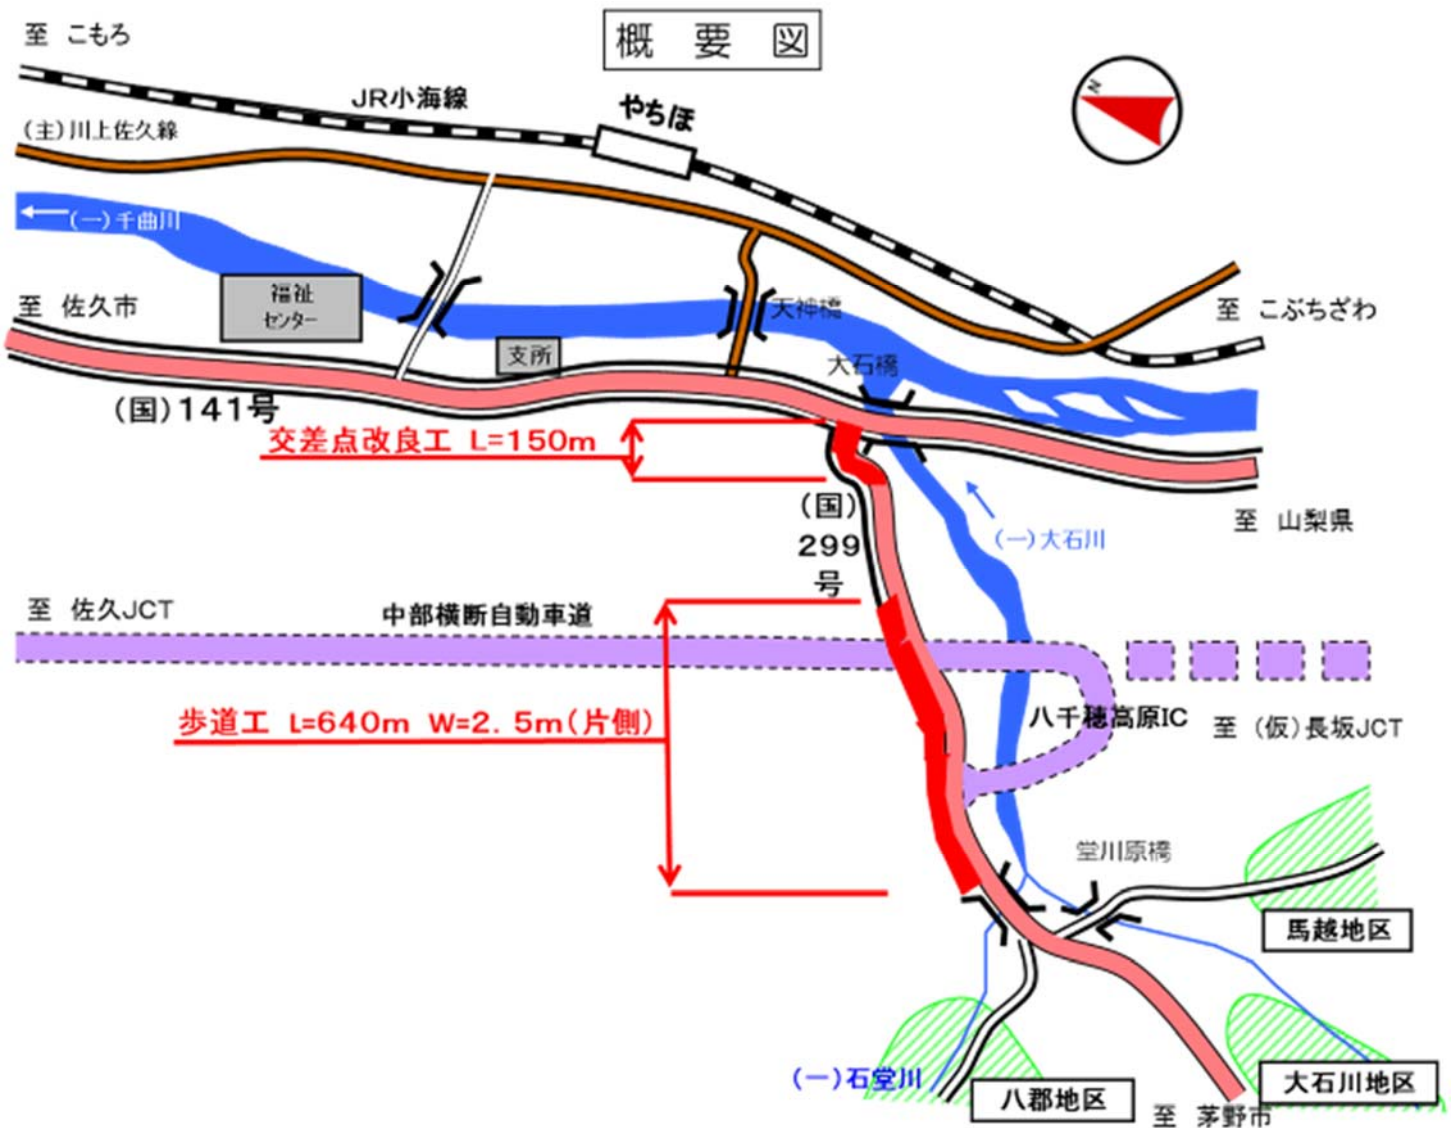 概要図
至 こもろ
N
JR小海線
やちほ
(主)川上佐久線
(一)千曲川
福祉
センター
至 佐久市
天神橋
至 こぶちざわ
支所
大石橋
(国)141号
交差点改良工 L=150m
(国)
299
号
至 山梨県
(一)大石川
至 佐久JCT
中部横断自動車道
歩道工 L=640m W=2.5m(片側)
八千穂高原IC
至 (仮)長坂JCT
堂川原橋
馬越地区
(一)石堂川
八郡地区
大石川地区
至 茅野市